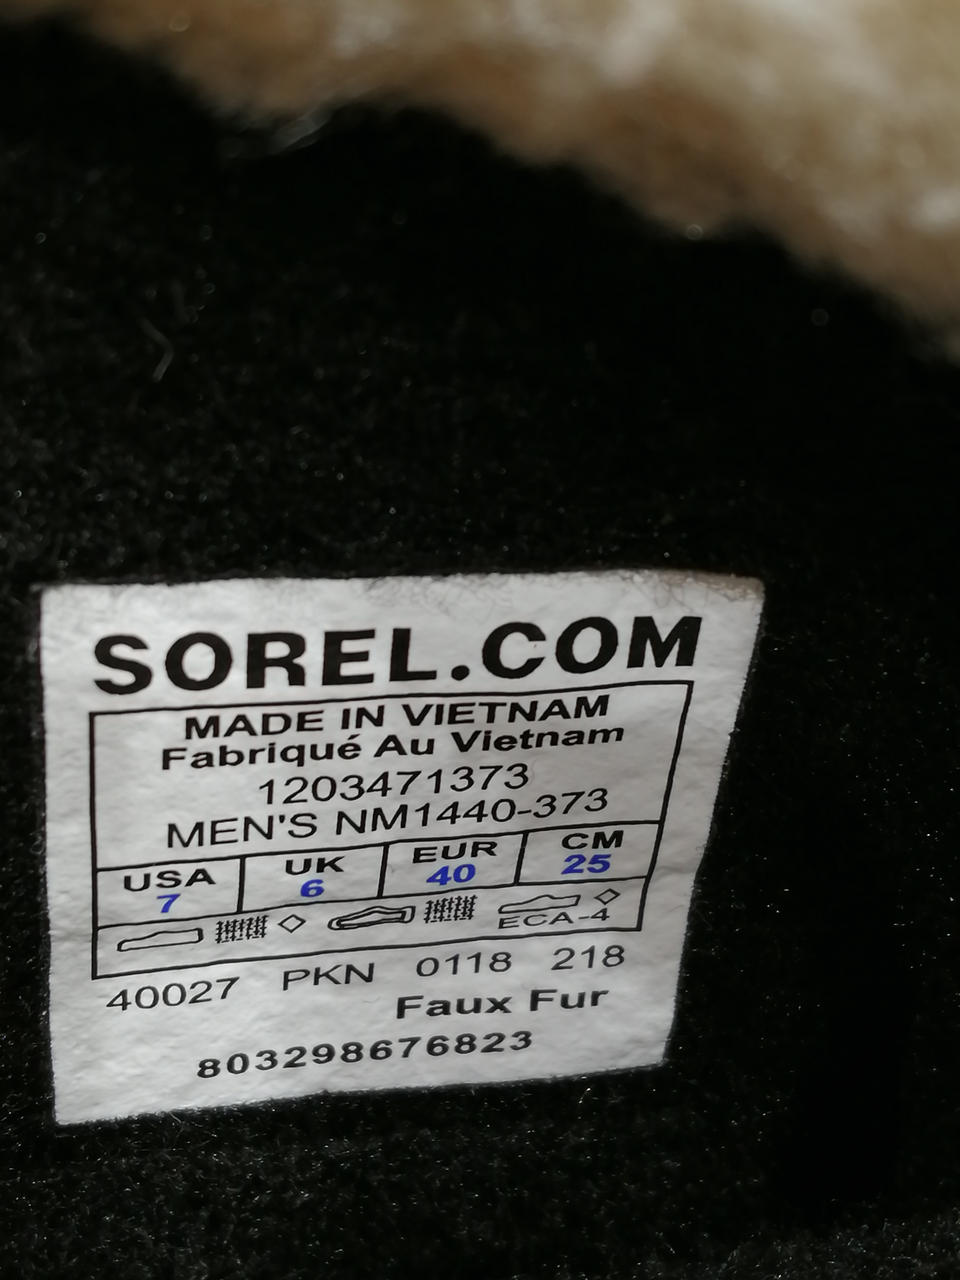 SOREL.COM
MADE IN VIETNAM
Fabriqué Au Vietnam
1203471373
MEN'S NM1440-373
USA UK EUR CM
7 6 40 25
ECA-4
40027 PKN 0118 218
Faux Fur
803298676823